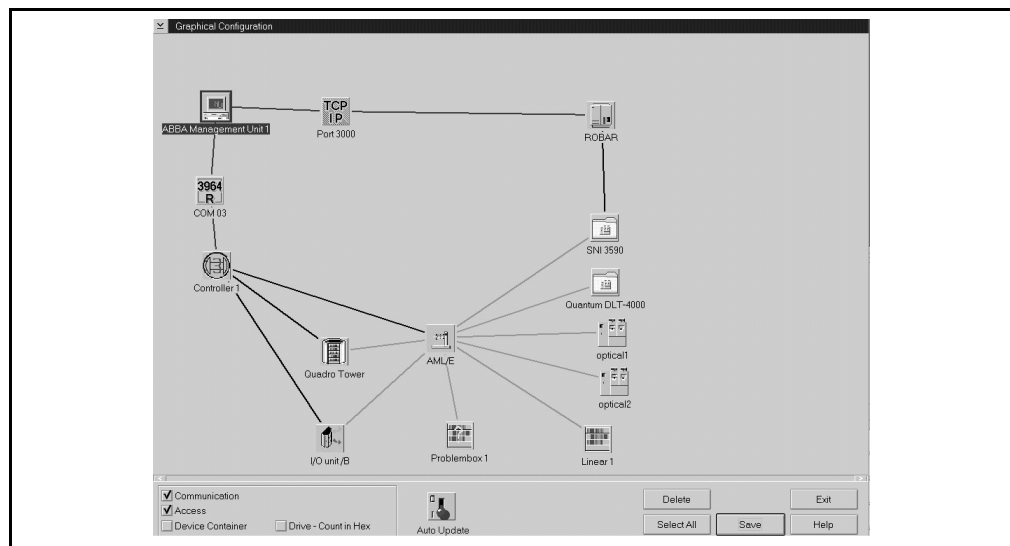 Graphical Configuration
TCP
IP
ABBA Management Unit 1
Port 3000
ROBAR
3964
R
COM 03
SNI 3590
Controller 1
Quantum DLT-4000
optical1
AML/E
Quadro Tower
optical2
I/O unit /B
Problembox 1
Linear 1
Communication
Access
Device Container
Drive - Count in Hex
Auto Update
Delete
Exit
Select All
Save
Help